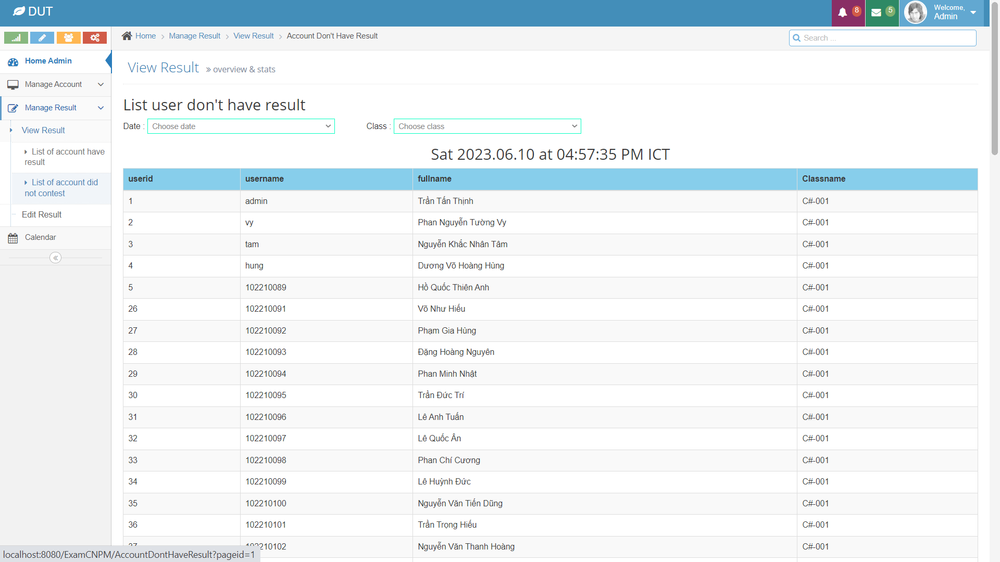 DUT
8
5
Welcome,
Admin
Home
Manage Result
View Result
Account Don't Have Result
Search ...
Home Admin
Manage Account
Manage Result
View Result
List of account have
result
List of account did
not contest
Edit Result
Calendar
View Result » overview & stats
List user don't have result
Date : Choose date
Class : Choose class
Sat 2023.06.10 at 04:57:35 PM ICT
userid username fullname Classname
1 admin Trần Tấn Thịnh C#-001
2 vy Phan Nguyễn Tường Vy C#-001
3 tam Nguyễn Khắc Nhân Tâm C#-001
4 hung Dương Võ Hoàng Hùng C#-001
5 102210089 Hồ Quốc Thiên Anh C#-001
26 102210091 Võ Như Hiếu C#-001
27 102210092 Phạm Gia Hùng C#-001
28 102210093 Đặng Hoàng Nguyên C#-001
29 102210094 Phan Minh Nhật C#-001
30 102210095 Trần Đức Trí C#-001
31 102210096 Lê Anh Tuấn C#-001
32 102210097 Lê Quốc Ân C#-001
33 102210098 Phan Chí Cương C#-001
34 102210099 Lê Huỳnh Đức C#-001
35 102210100 Nguyễn Văn Tiến Dũng C#-001
36 102210101 Trần Trọng Hiếu C#-001
Nguyễn Văn Thanh Hoàng C#-001
localhost:8080/ExamCNPM/AccountDontHaveResult?pageid=1